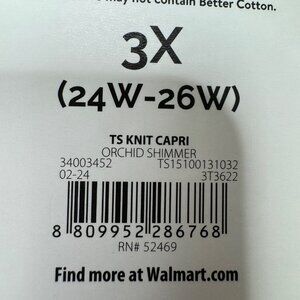 may not contain Better Cotton.
3X
(24W-26W)
TS KNIT CAPRI
ORCHID SHIMMER
34003452 TS15100131032
02-24 3T3622
8 809952 286768
RN# 52469
Find more at Walmart.com